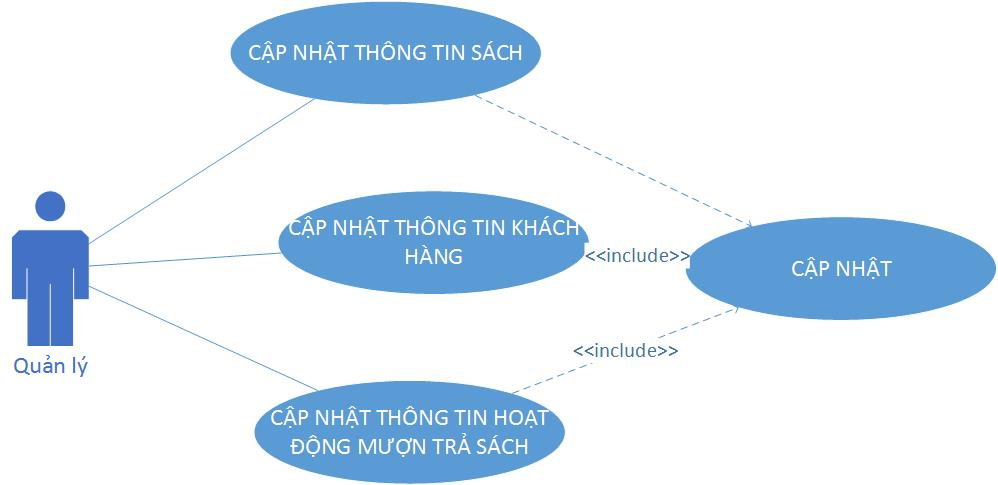 CẬP NHẬT THÔNG TIN SÁCH
CẬP NHẬT THÔNG TIN KHÁCH
HÀNG
<<include>>
CẬP NHẬT
Quản lý
<<include>>
CẬP NHẬT THÔNG TIN HOẠT
ĐỘNG MƯỢN TRẢ SÁCH